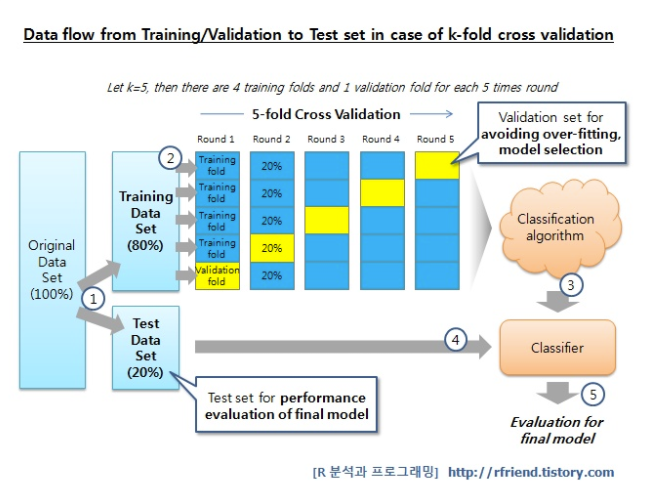 Data flow from Training/Validation to Test set in case of k-fold cross validation
Let k=5, then there are 4 training folds and 1 validation fold for each 5 times round
5-fold Cross Validation
Validation set for
avoiding over-fitting,
model selection
Round 1
Round 2
Round 3
Round 4
Round 5
2
Training
fold
20%
Training
fold
20%
Training
fold
20%
Training
fold
20%
Validation
fold
20%
Original
Data
Set
(100%)
1
Training
Data
Set
(80%)
Classification
algorithm
3
Test
Data
Set
(20%)
4
Classifier
5
Test set for performance
evaluation of final model
Evaluation for
final model
[R 분석과 프로그래밍] http://rfriend.tistory.com